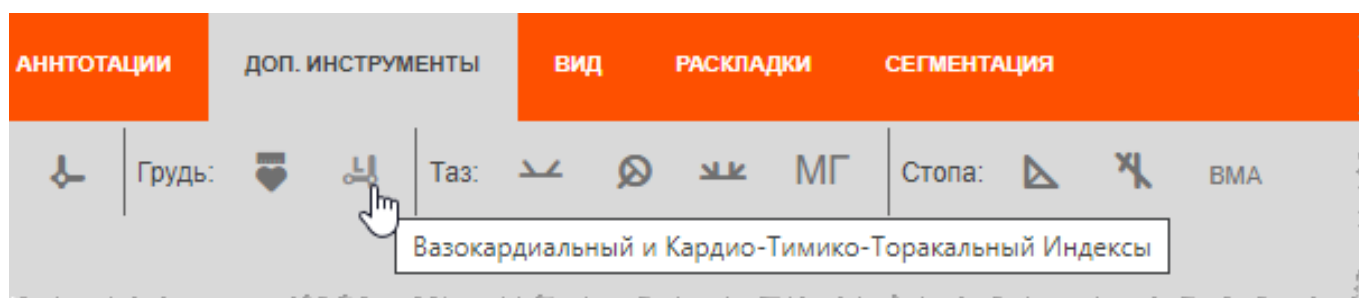 АННТОТАЦИИ ДОП. ИНСТРУМЕНТЫ ВИД РАСКЛАДКИ СЕГМЕНТАЦИЯ
Грудь: Таз: МГ Стопа: ВМА
Вазокардиальный и Кардио-Тимико-Торакальный Индексы